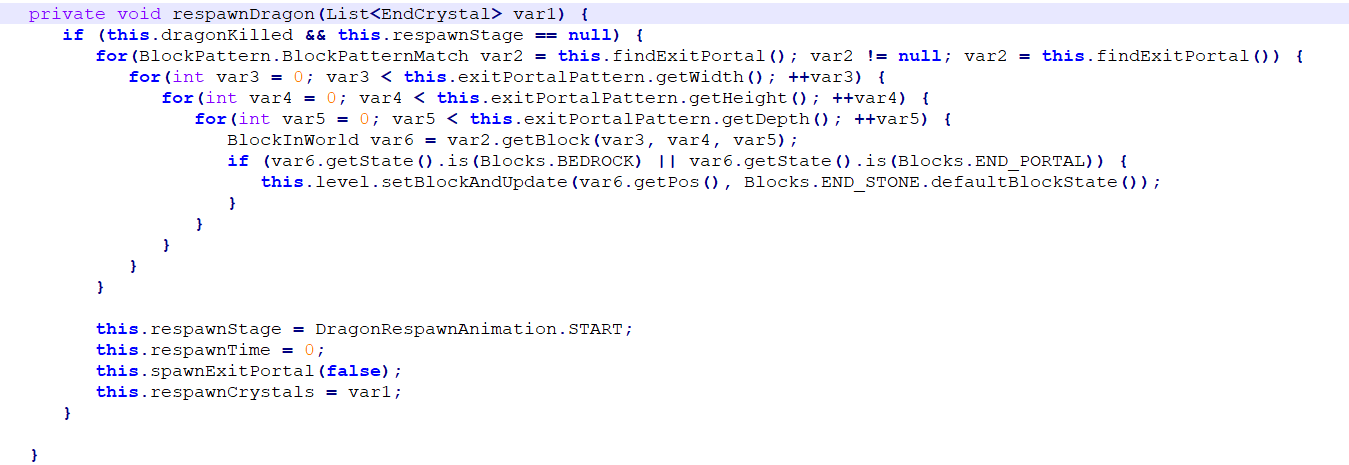 private void respawnDragon(List<EndCrystal> var1) {
   if (this.dragonKilled && this.respawnStage == null) {
      for(BlockPattern.BlockPatternMatch var2 = this.findExitPortal(); var2 != null; var2 = this.findExitPortal()) {
         for(int var3 = 0; var3 < this.exitPortalPattern.getWidth(); ++var3) {
            for(int var4 = 0; var4 < this.exitPortalPattern.getHeight(); ++var4) {
               for(int var5 = 0; var5 < this.exitPortalPattern.getDepth(); ++var5) {
                  BlockInWorld var6 = var2.getBlock(var3, var4, var5);
                  if (var6.getState().is(Blocks.BEDROCK) || var6.getState().is(Blocks.END_PORTAL)) {
                     this.level.setBlockAndUpdate(var6.getPos(), Blocks.END_STONE.defaultBlockState());
                  }
               }
            }
         }
      }

      this.respawnStage = DragonRespawnAnimation.START;
      this.respawnTime = 0;
      this.spawnExitPortal(false);
      this.respawnCrystals = var1;
   }

}